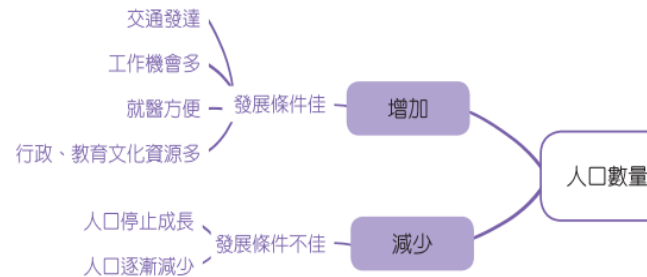 交通發達
工作機會多
就醫方便
行政、教育文化資源多
發展條件佳
增加
人口數量
人口停止成長
人口逐漸減少
發展條件不佳
減少